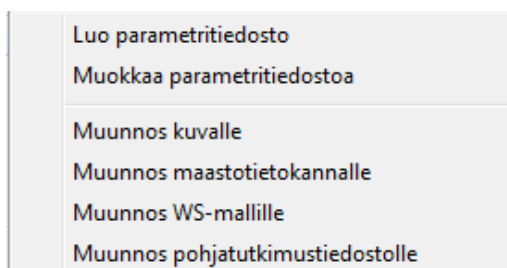 Luo parametritiedosto
Muokkaa parametritiedostoa
Muunnos kuvalle
Muunnos maastotietokannalle
Muunnos WS-mallille
Muunnos pohjatutkimustiedostolle